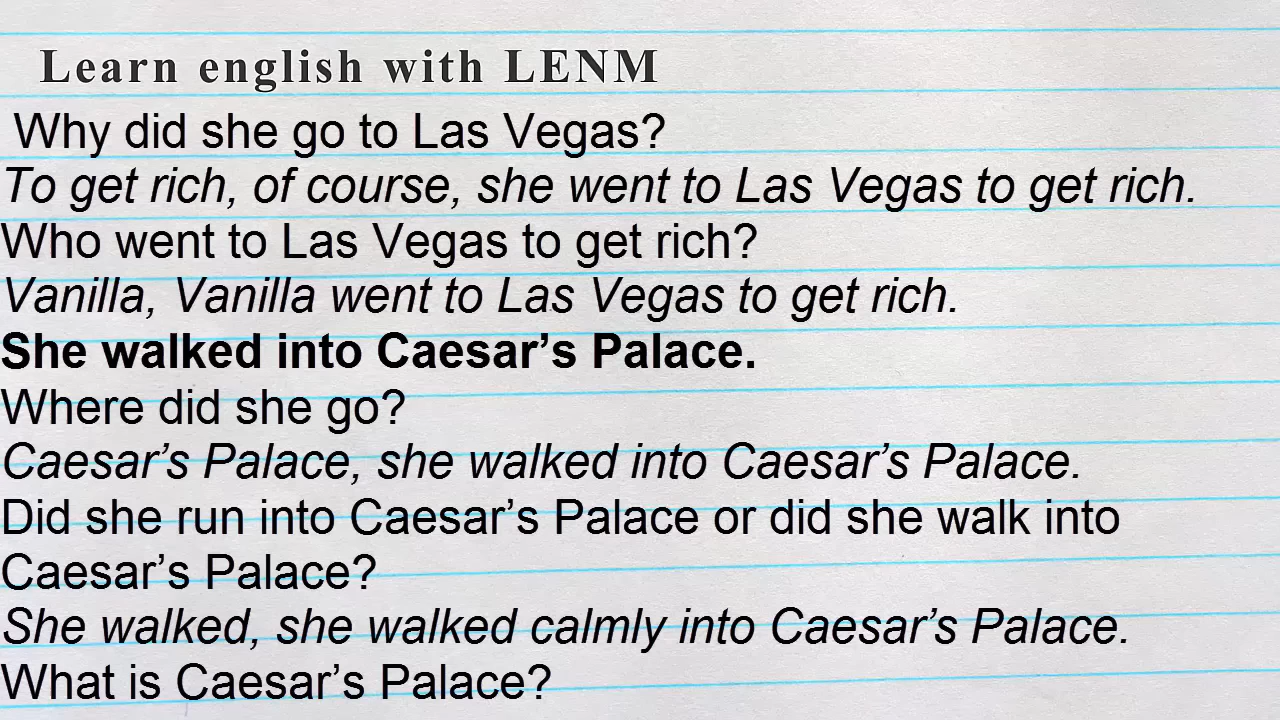 Learn english with LENM
Why did she go to Las Vegas?
To get rich, of course, she went to Las Vegas to get rich.
Who went to Las Vegas to get rich?
Vanilla, Vanilla went to Las Vegas to get rich.
She walked into Caesar’s Palace.
Where did she go?
Caesar’s Palace, she walked into Caesar’s Palace.
Did she run into Caesar’s Palace or did she walk into
Caesar’s Palace?
She walked, she walked calmly into Caesar’s Palace.
What is Caesar’s Palace?